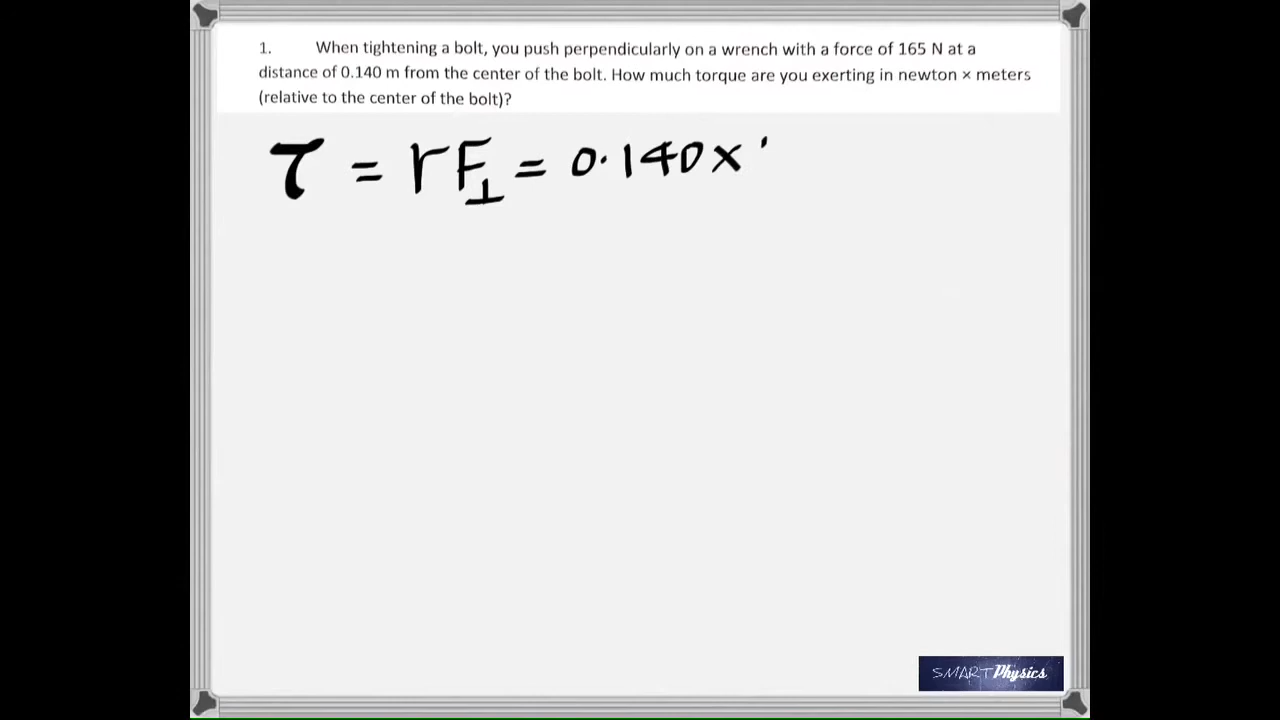 1. When tightening a bolt, you push perpendicularly on a wrench with a force of 165 N at a
distance of 0.140 m from the center of the bolt. How much torque are you exerting in newton × meters
(relative to the center of the bolt)?
τ = rF⊥ = 0.140 x
SMART Physics